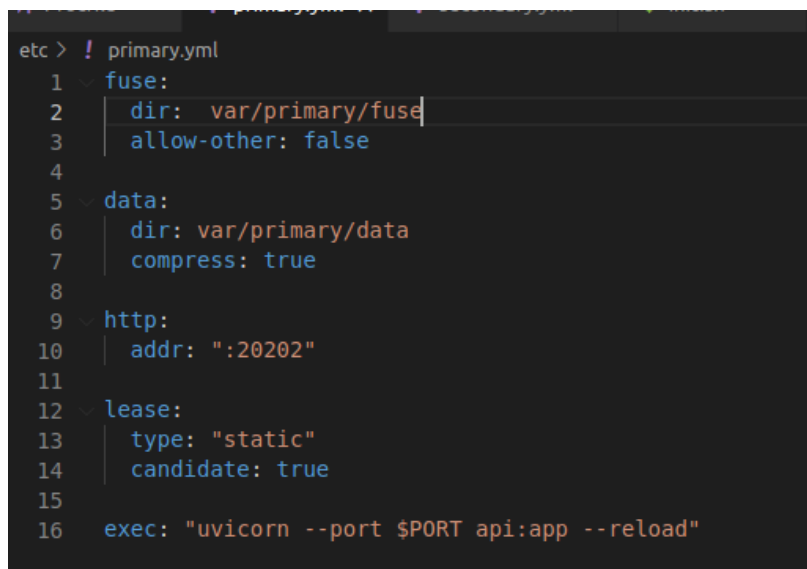 etc > ! primary.yml
1 fuse:
2 dir:  var/primary/fuse
3 allow-other: false
4
5 data:
6 dir: var/primary/data
7 compress: true
8
9 http:
10 addr: ":20202"
11
12 lease:
13 type: "static"
14 candidate: true
15
16 exec: "uvicorn --port $PORT api:app --reload"